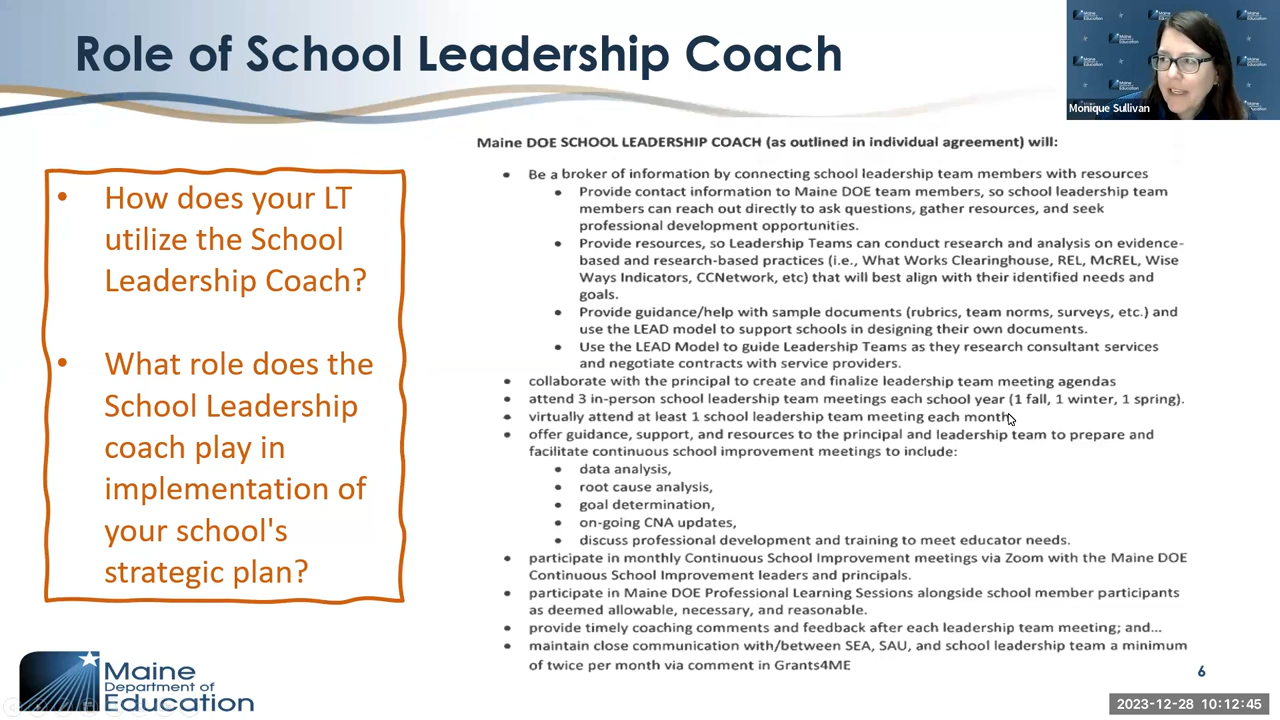 Role of School Leadership Coach
Monique Sullivan
• How does your LT
utilize the School
Leadership Coach?
• What role does the
School Leadership
coach play in
implementation of
your school's
strategic plan?
Maine DOE SCHOOL LEADERSHIP COACH (as outlined in individual agreement) will:
• Be a broker of information by connecting school leadership team members with resources
• Provide contact information to Maine DOE team members, so school leadership team
members can reach out directly to ask questions, gather resources, and seek
professional development opportunities.
• Provide resources, so Leadership Teams can conduct research and analysis on evidence-
based and research-based practices (i.e., What Works Clearinghouse, REL, McREL, Wise
Ways Indicators, CCNetwork, etc) that will best align with their identified needs and
goals.
• Provide guidance/help with sample documents (rubrics, team norms, surveys, etc.) and
use the LEAD model to support schools in designing their own documents.
• Use the LEAD Model to guide Leadership Teams as they research consultant services
and negotiate contracts with service providers.
• collaborate with the principal to create and finalize leadership team meeting agendas
• attend 3 in-person school leadership team meetings each school year (1 fall, 1 winter, 1 spring).
• virtually attend at least 1 school leadership team meeting each month
• offer guidance, support, and resources to the principal and leadership team to prepare and
facilitate continuous school improvement meetings to include:
• data analysis,
• root cause analysis,
• goal determination,
• on-going CNA updates,
• discuss professional development and training to meet educator needs.
• participate in monthly Continuous School Improvement meetings via Zoom with the Maine DOE
Continuous School Improvement leaders and principals.
• participate in Maine DOE Professional Learning Sessions alongside school member participants
as deemed allowable, necessary, and reasonable.
• provide timely coaching comments and feedback after each leadership team meeting; and...
• maintain close communication with/between SEA, SAU, and school leadership team a minimum
of twice per month via comment in Grants4ME
Maine
Department of
Education
6
2023-12-28 10:12:45